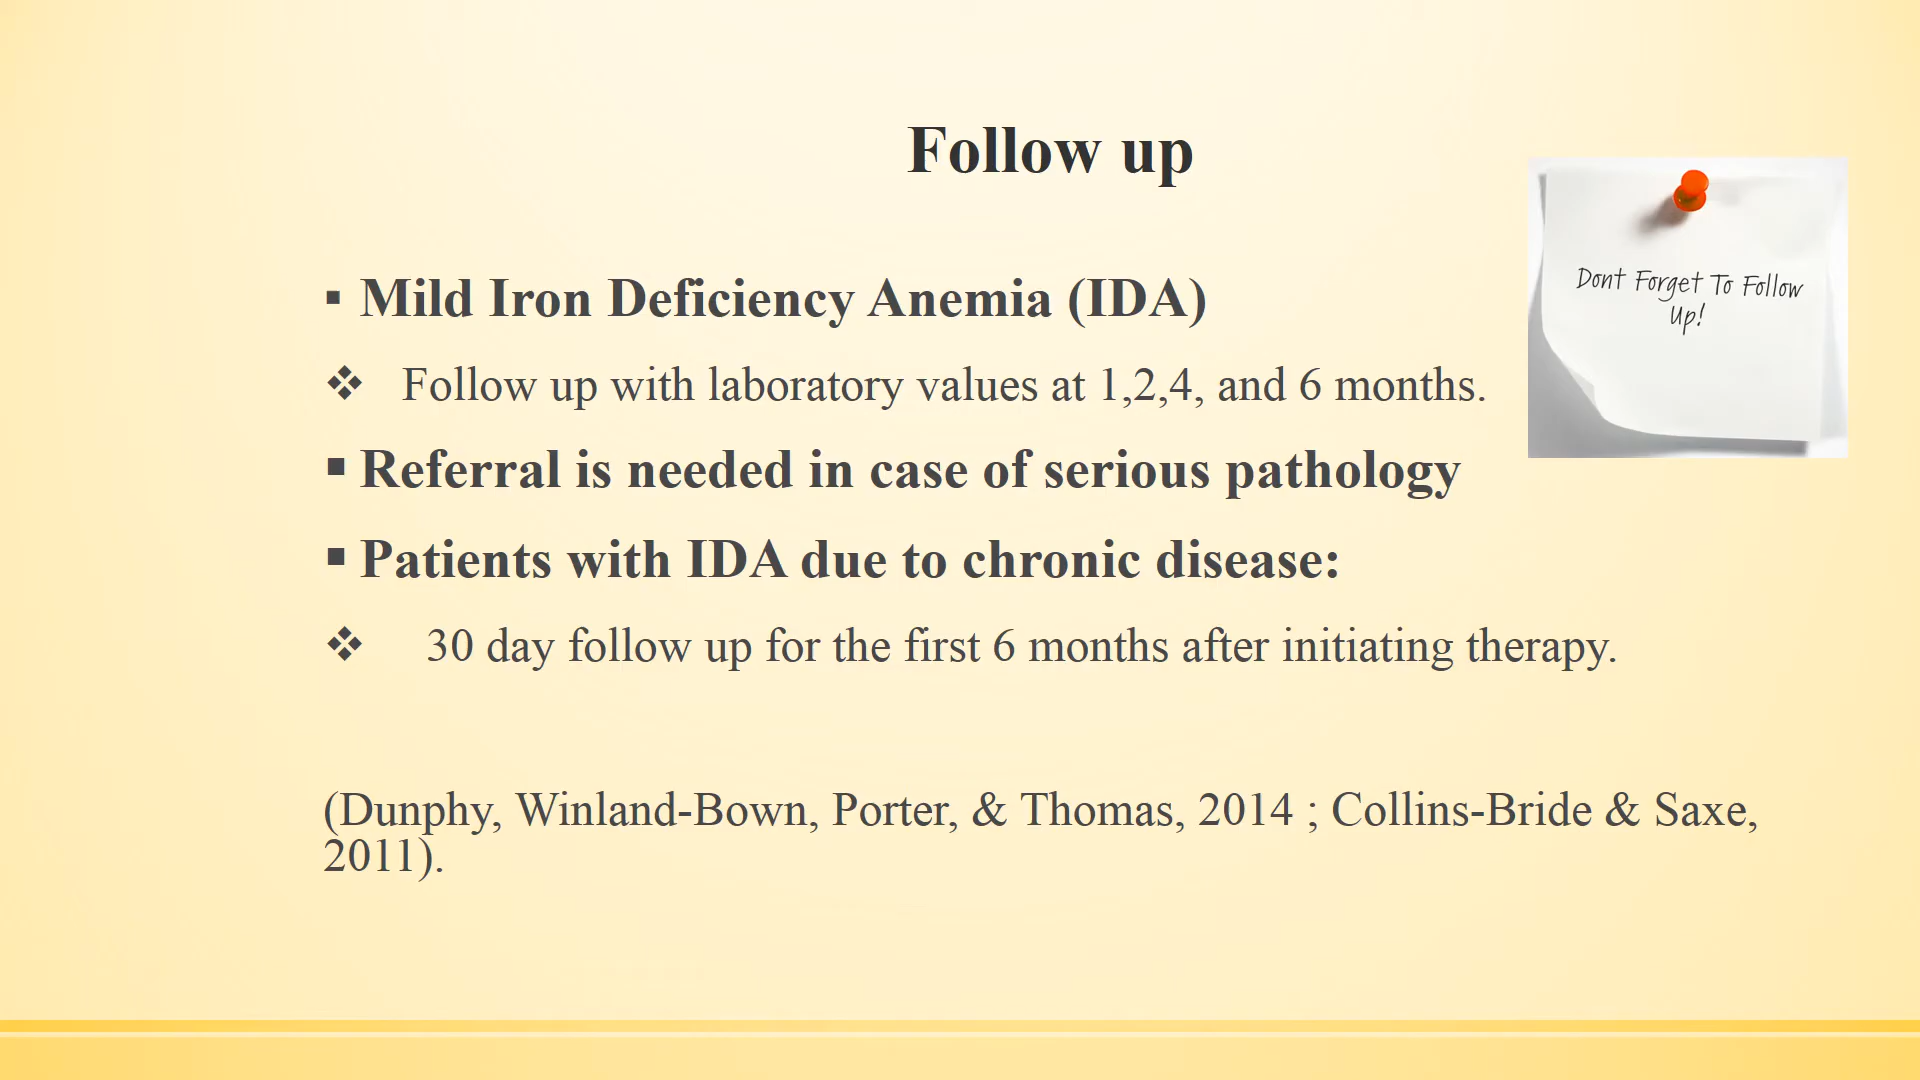 Follow up
Dont Forget To Follow
Up!
▪ Mild Iron Deficiency Anemia (IDA)
❖ Follow up with laboratory values at 1,2,4, and 6 months.
▪ Referral is needed in case of serious pathology
▪ Patients with IDA due to chronic disease:
❖ 30 day follow up for the first 6 months after initiating therapy.
(Dunphy, Winland-Bown, Porter, & Thomas, 2014 ; Collins-Bride & Saxe,
2011).